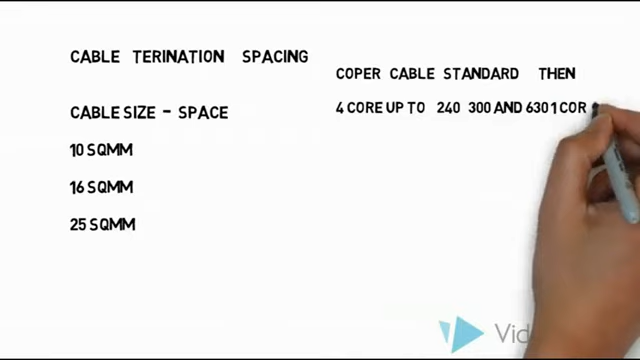 CABLE TERINATION SPACING
CABLE SIZE - SPACE
10 SQMM
16 SQMM
25 SQMM
COPER CABLE STANDARD THEN
4 CORE UP TO 240 300 AND 630 1 COR